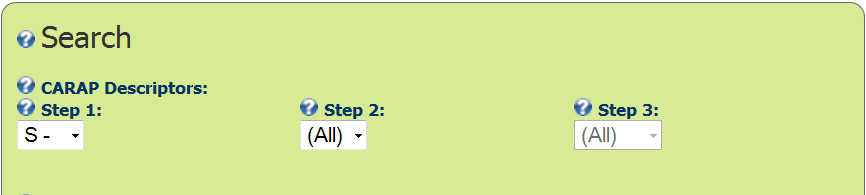 Search
CARAP Descriptors:
Step 1: Step 2: Step 3:
S - (All) (All)